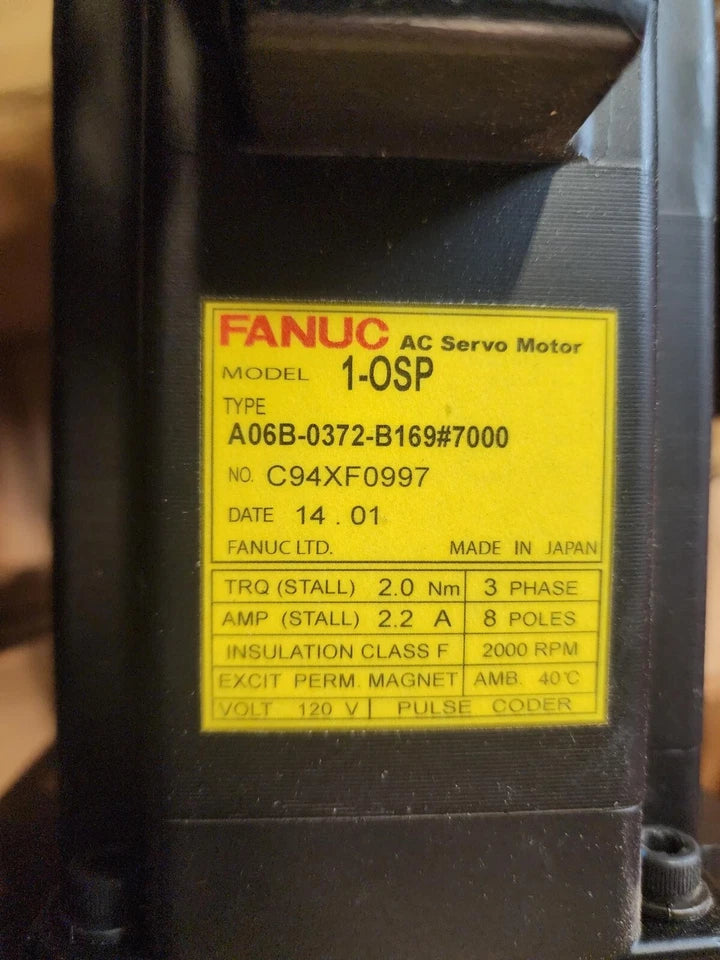 FANUC AC Servo Motor
MODEL 1-OSP
TYPE
A06B-0372-B169#7000
NO. C94XF0997
DATE 14 . 01
FANUC LTD. MADE IN JAPAN
TRQ (STALL) 2.0 Nm 3 PHASE
AMP (STALL) 2.2 A 8 POLES
INSULATION CLASS F 2000 RPM
EXCIT PERM. MAGNET AMB. 40℃
VOLT 120 V PULSE CODER